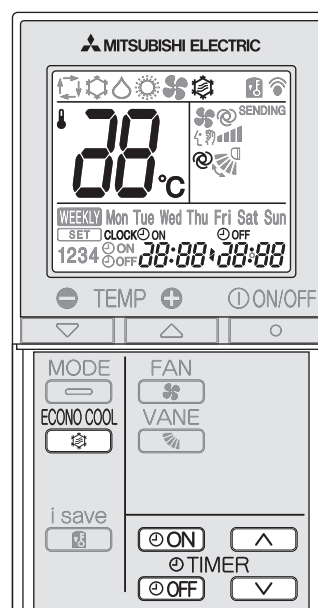 MITSUBISHI ELECTRIC
SENDING
88 °C
WEEKLY Mon Tue Wed Thu Fri Sat Sun
SET CLOCK ON OFF
1234 ON OFF 88:88 88:88
TEMP ON/OFF
MODE FAN
ECONO COOL VANE
i save
ON
TIMER
OFF